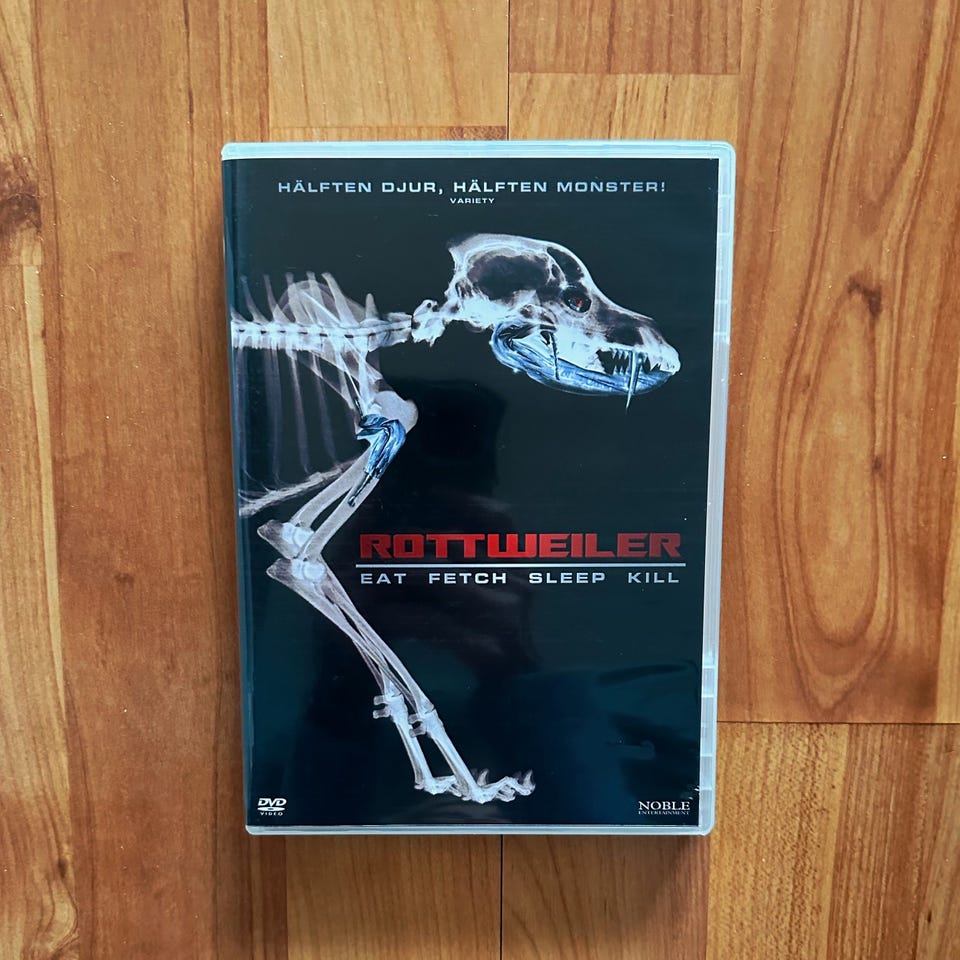 HÄLFTEN DJUR, HÄLFTEN MONSTER!
VARIETY
ROTTWEILER
EAT FETCH SLEEP KILL
DVD
VIDEO
NOBLE
ENTERTAINMENT